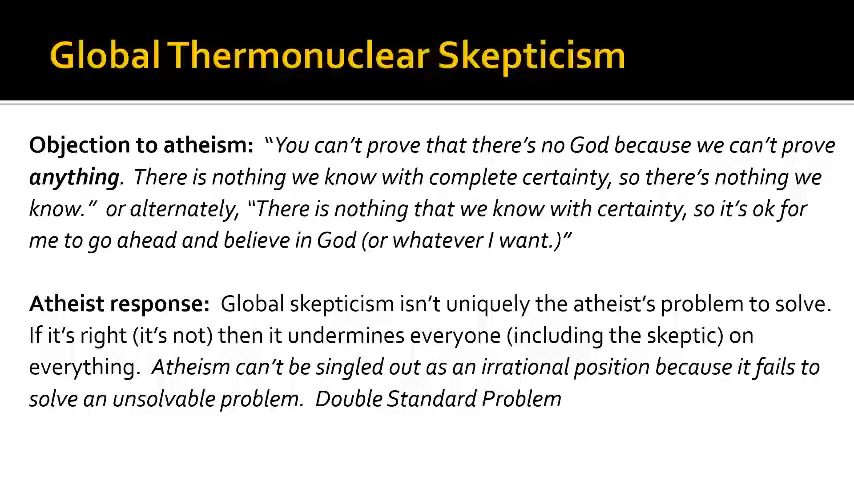 Global Thermonuclear Skepticism
Objection to atheism: “You can’t prove that there’s no God because we can’t prove
anything. There is nothing we know with complete certainty, so there’s nothing we
know.” or alternately, “There is nothing that we know with certainty, so it’s ok for
me to go ahead and believe in God (or whatever I want.)”
Atheist response: Global skepticism isn’t uniquely the atheist’s problem to solve.
If it’s right (it’s not) then it undermines everyone (including the skeptic) on
everything. Atheism can’t be singled out as an irrational position because it fails to
solve an unsolvable problem. Double Standard Problem